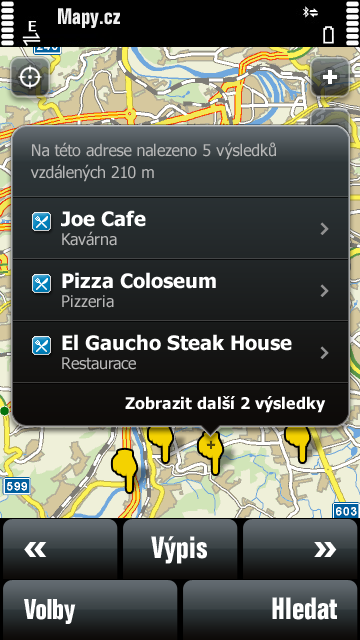 E
Mapy.cz
240
Na této adrese nalezeno 5 výsledků
vzdálených 210 m
Joe Cafe
Kavárna
Pizza Coloseum
Pizzeria
El Gaucho Steak House
Restaurace
Zobrazit další 2 výsledky
599
603
«
Výpis
»
Volby
Hledat